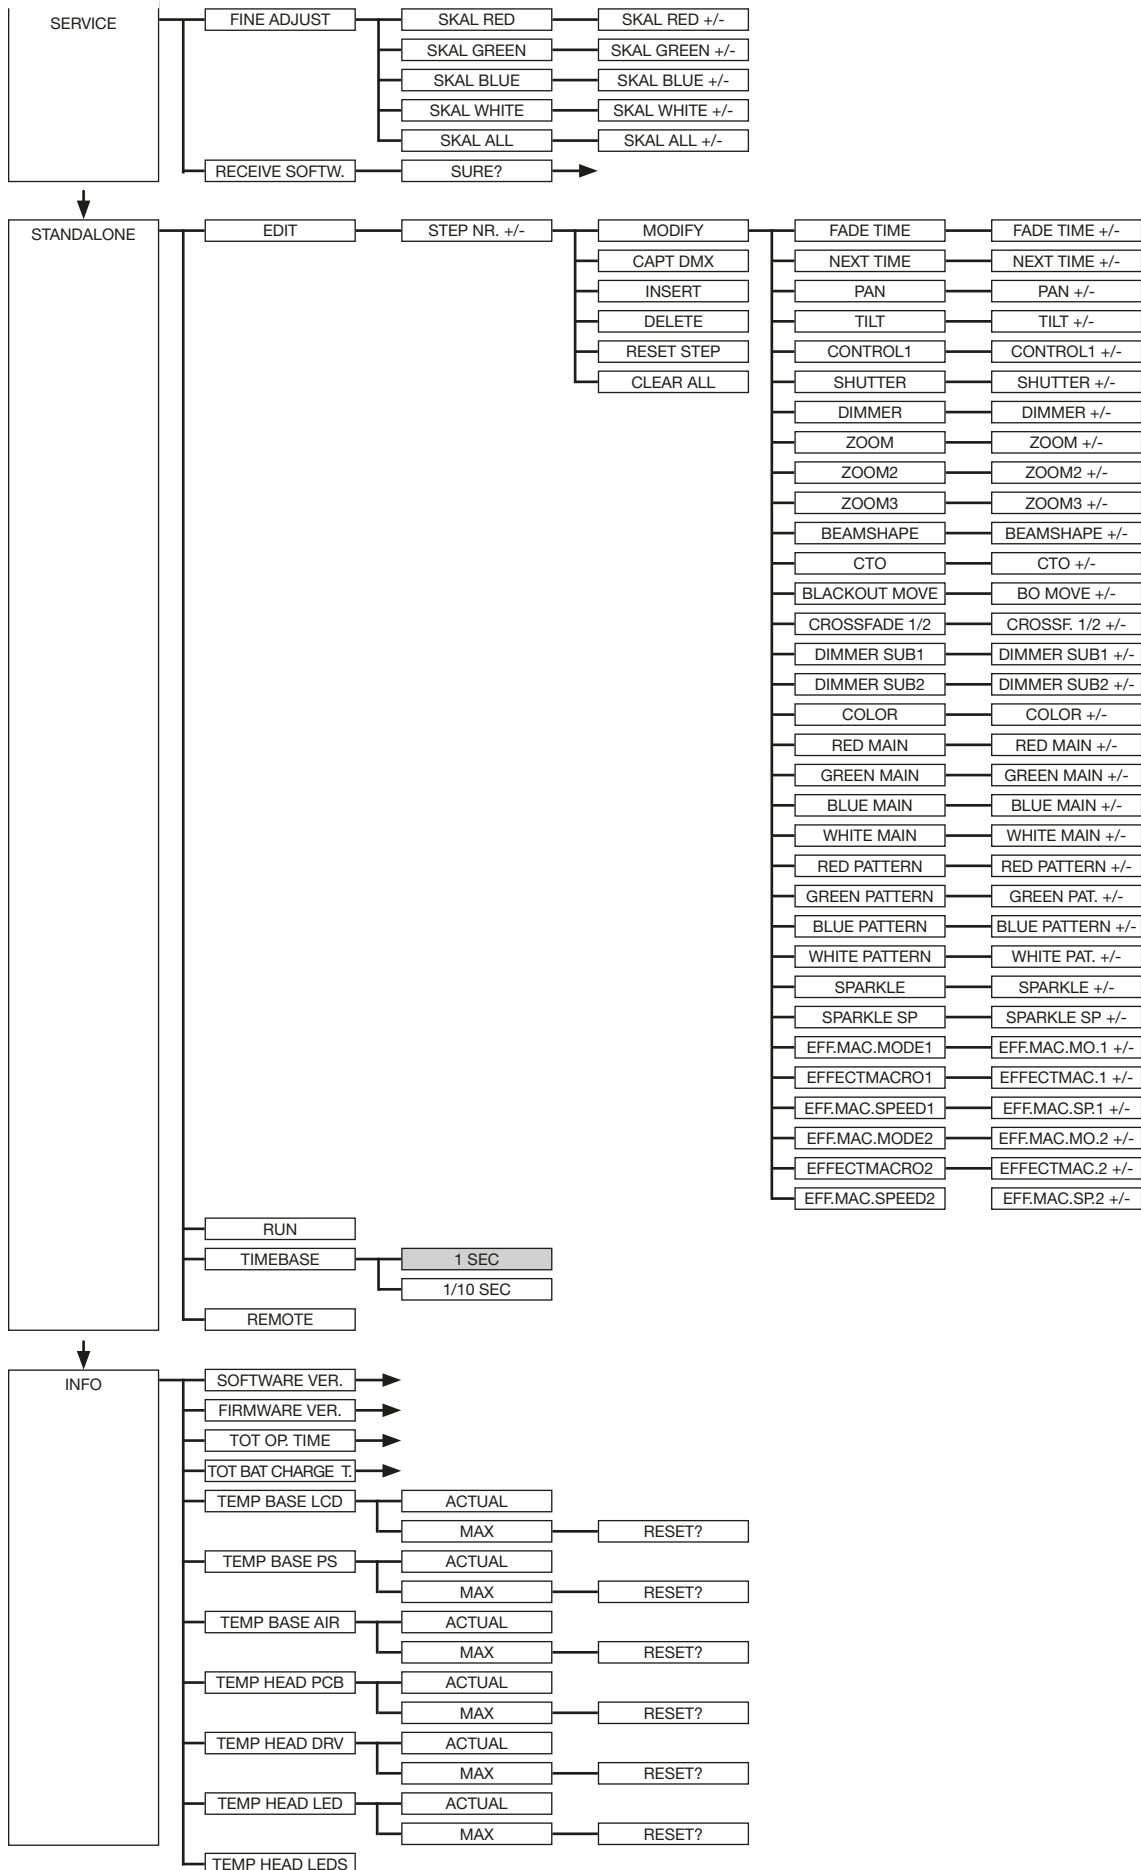 SERVICE FINE ADJUST SKAL RED SKAL RED +/-
SKAL GREEN SKAL GREEN +/-
SKAL BLUE SKAL BLUE +/-
SKAL WHITE SKAL WHITE +/-
SKAL ALL SKAL ALL +/-
RECEIVE SOFTW. SURE?
STANDALONE EDIT STEP NR. +/- MODIFY FADE TIME FADE TIME +/-
CAPT DMX NEXT TIME NEXT TIME +/-
INSERT PAN PAN +/-
DELETE TILT TILT +/-
RESET STEP CONTROL1 CONTROL1 +/-
CLEAR ALL SHUTTER SHUTTER +/-
DIMMER DIMMER +/-
ZOOM ZOOM +/-
ZOOM2 ZOOM2 +/-
ZOOM3 ZOOM3 +/-
BEAMSHAPE BEAMSHAPE +/-
CTO CTO +/-
BLACKOUT MOVE BO MOVE +/-
CROSSFADE 1/2 CROSSF. 1/2 +/-
DIMMER SUB1 DIMMER SUB1 +/-
DIMMER SUB2 DIMMER SUB2 +/-
COLOR COLOR +/-
RED MAIN RED MAIN +/-
GREEN MAIN GREEN MAIN +/-
BLUE MAIN BLUE MAIN +/-
WHITE MAIN WHITE MAIN +/-
RED PATTERN RED PATTERN +/-
GREEN PATTERN GREEN PAT. +/-
BLUE PATTERN BLUE PATTERN +/-
WHITE PATTERN WHITE PAT. +/-
SPARKLE SPARKLE +/-
SPARKLE SP SPARKLE SP +/-
EFF.MAC.MODE1 EFF.MAC.MO.1 +/-
EFFECTMACRO1 EFFECTMAC.1 +/-
EFF.MAC.SPEED1 EFF.MAC.SP.1 +/-
EFF.MAC.MODE2 EFF.MAC.MO.2 +/-
EFFECTMACRO2 EFFECTMAC.2 +/-
EFF.MAC.SPEED2 EFF.MAC.SP.2 +/-
RUN
TIMEBASE 1 SEC
1/10 SEC
REMOTE
INFO SOFTWARE VER.
FIRMWARE VER.
TOT OP. TIME
TOT BAT CHARGE T.
TEMP BASE LCD ACTUAL
MAX RESET?
TEMP BASE PS ACTUAL
MAX RESET?
TEMP BASE AIR ACTUAL
MAX RESET?
TEMP HEAD PCB ACTUAL
MAX RESET?
TEMP HEAD DRV ACTUAL
MAX RESET?
TEMP HEAD LED ACTUAL
MAX RESET?
TEMP HEAD LEDS